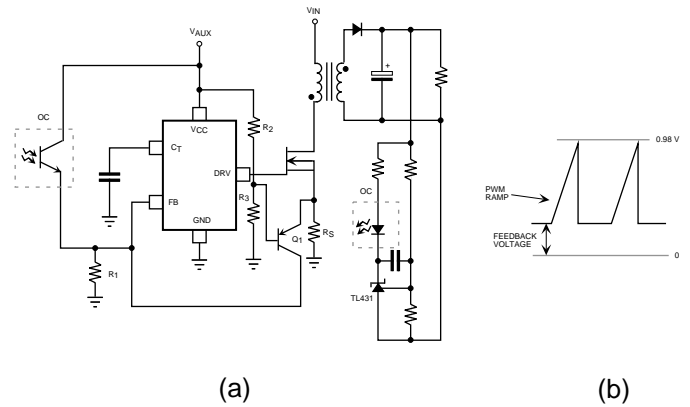 VIN
VAUX
OC
VCC
R2
CT
DRV
OC
FB
R3
GND
Q1
RS
R1
TL431
+
0.98 V
PWM
RAMP
FEEDBACK
VOLTAGE
0
(a)
(b)